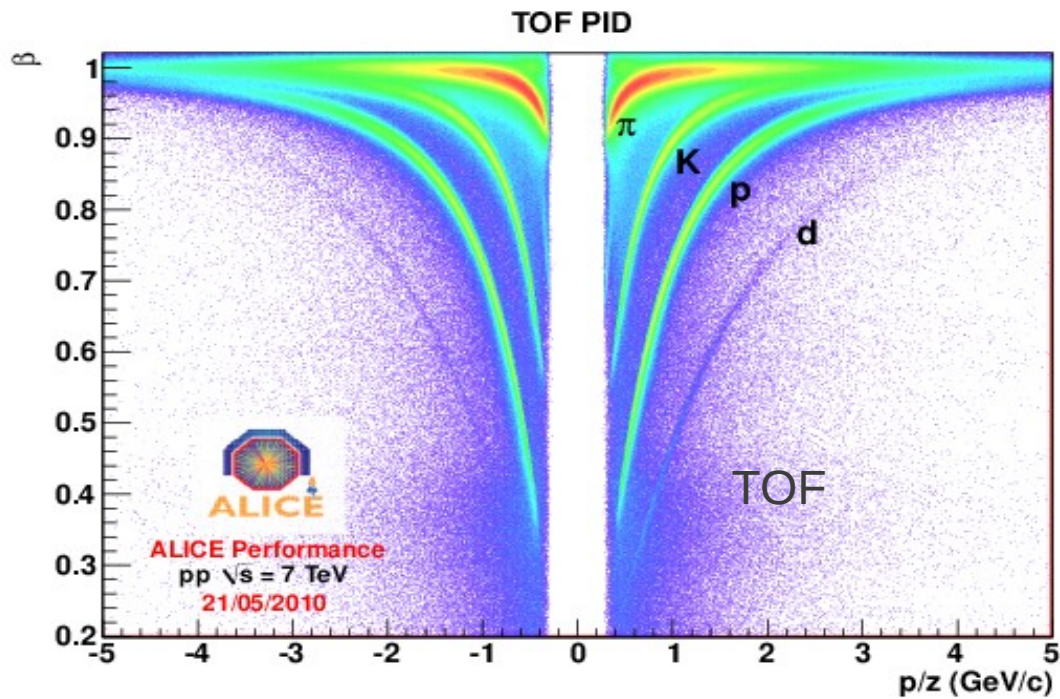 TOF PID
β
1
0.9
0.8
0.7
0.6
0.5
0.4
0.3
0.2
π
K
p
d
TOF
ALICE
ALICE Performance
pp √s = 7 TeV
21/05/2010
-5 -4 -3 -2 -1 0 1 2 3 4 5
p/z (GeV/c)